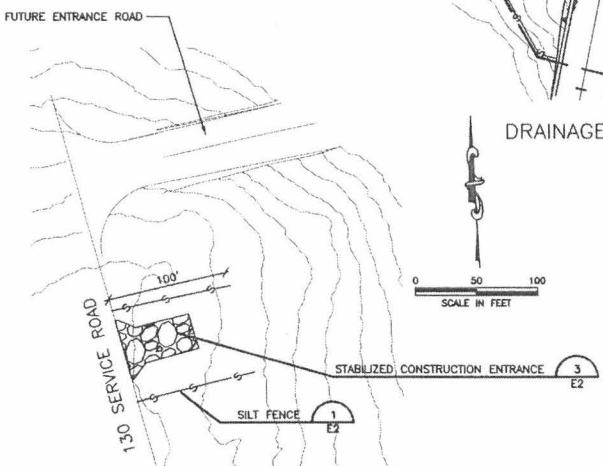 FUTURE ENTRANCE ROAD
DRAINAGE
0 50 100
SCALE IN FEET
100'
130 SERVICE ROAD
STABILIZED CONSTRUCTION ENTRANCE 3
E2
SILT FENCE 1
E2